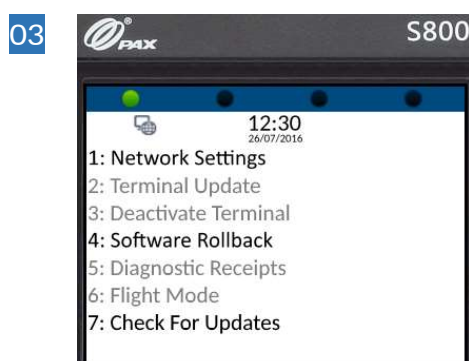 03
PAX
S800
12:30
26/07/2016
1: Network Settings
2: Terminal Update
3: Deactivate Terminal
4: Software Rollback
5: Diagnostic Receipts
6: Flight Mode
7: Check For Updates